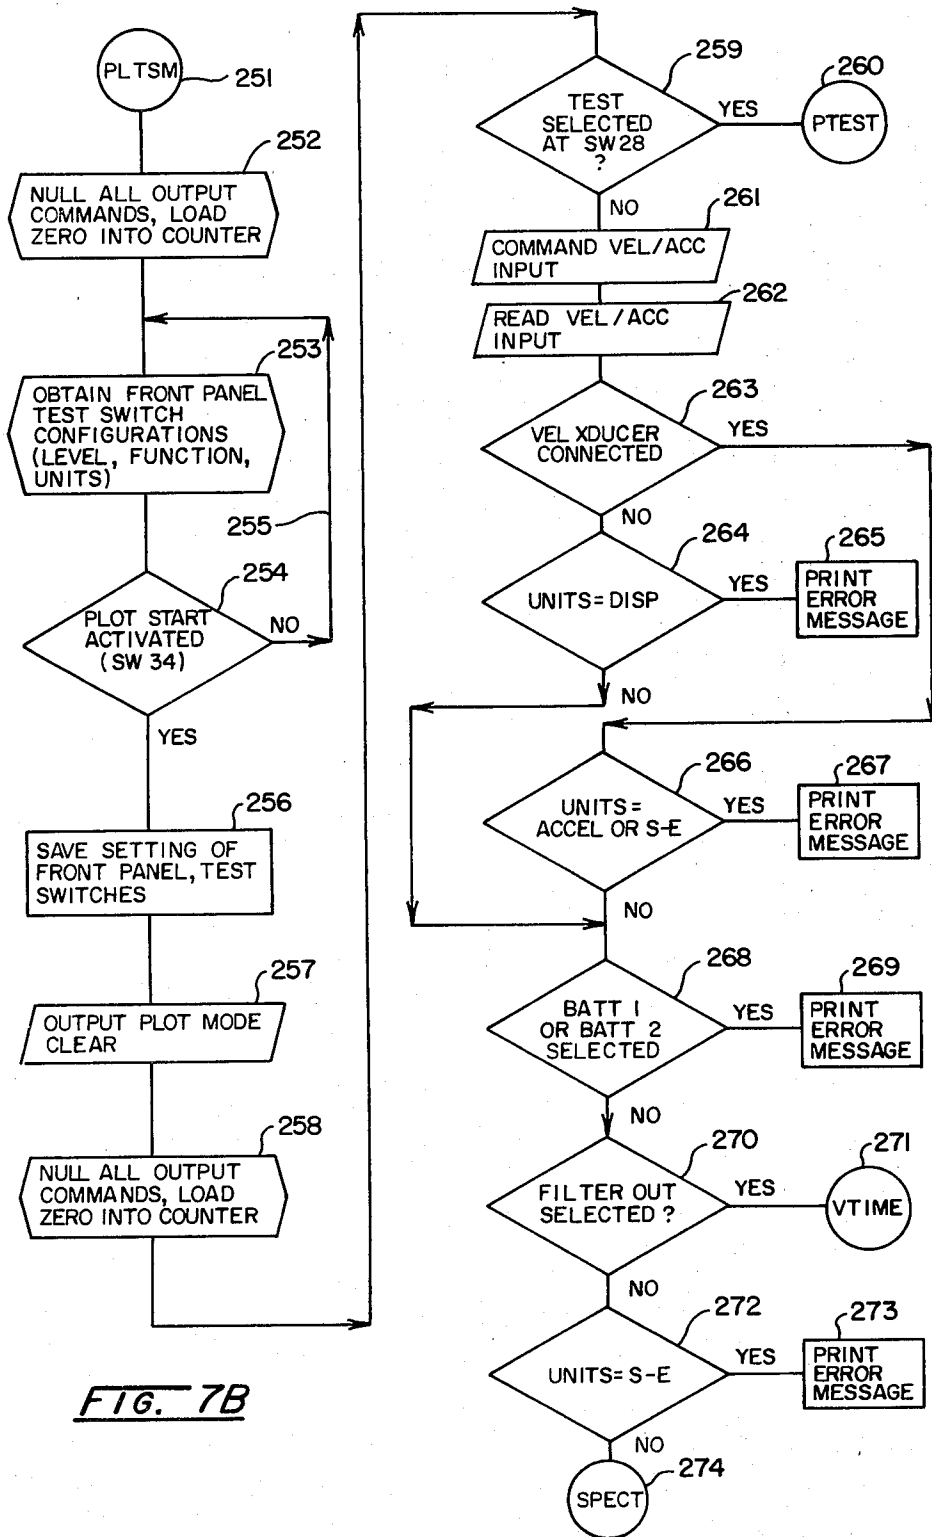 PLTSM
251
252
NULL ALL OUTPUT
COMMANDS, LOAD
ZERO INTO COUNTER
253
OBTAIN FRONT PANEL
TEST SWITCH
CONFIGURATIONS
(LEVEL, FUNCTION,
UNITS)
255
254
PLOT START
ACTIVATED
(SW 34)
NO
YES
256
SAVE SETTING OF
FRONT PANEL, TEST
SWITCHES
257
OUTPUT PLOT MODE
CLEAR
258
NULL ALL OUTPUT
COMMANDS, LOAD
ZERO INTO COUNTER
FIG. 7B
259
TEST
SELECTED
AT SW28
?
YES
260
PTEST
NO
261
COMMAND VEL/ACC
INPUT
262
READ VEL/ACC
INPUT
263
VEL XDUCER
CONNECTED
YES
NO
264
UNITS=DISP
YES
265
PRINT
ERROR
MESSAGE
NO
266
UNITS=
ACCEL OR S-E
YES
267
PRINT
ERROR
MESSAGE
NO
268
BATT 1
OR BATT 2
SELECTED
YES
269
PRINT
ERROR
MESSAGE
NO
270
FILTER OUT
SELECTED ?
YES
271
VTIME
NO
272
UNITS= S-E
YES
273
PRINT
ERROR
MESSAGE
NO
274
SPECT